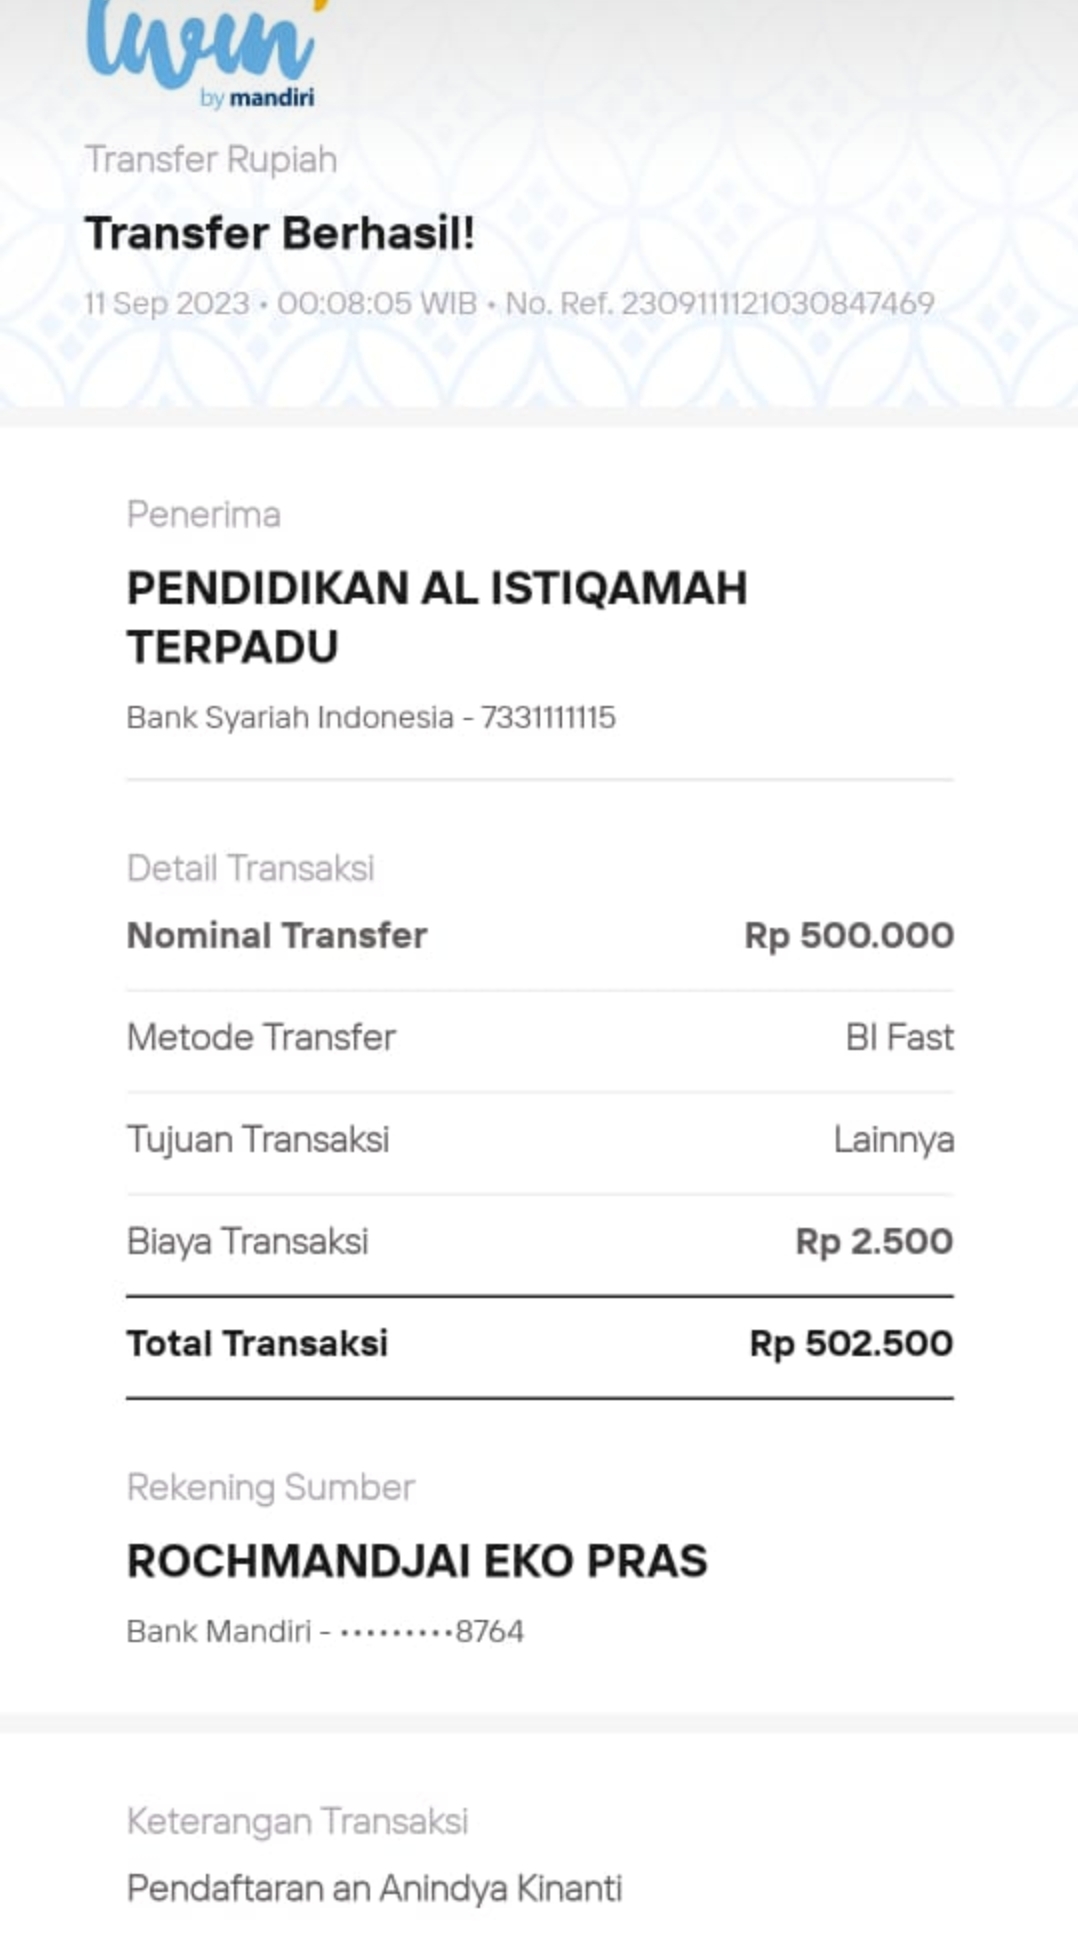 livin'
by mandiri
Transfer Rupiah
Transfer Berhasil!
11 Sep 2023 • 00:08:05 WIB • No. Ref. 2309111121030847469
Penerima
PENDIDIKAN AL ISTIQAMAH
TERPADU
Bank Syariah Indonesia - 7331111115
Detail Transaksi
Nominal Transfer Rp 500.000
Metode Transfer BI Fast
Tujuan Transaksi Lainnya
Biaya Transaksi Rp 2.500
Total Transaksi Rp 502.500
Rekening Sumber
ROCHMANDJAI EKO PRAS
Bank Mandiri - •••••••••8764
Keterangan Transaksi
Pendaftaran an Anindya Kinanti